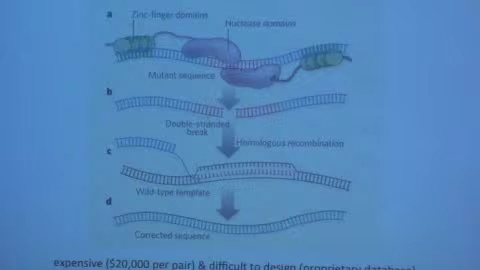 a
Zinc-finger domains
Nuclease domains
Mutant sequence
b
Double-stranded
break
Homologous recombination
c
Wild-type template
d
Corrected sequence
expensive ($20,000 per pair) & difficult to design (proprietary database)